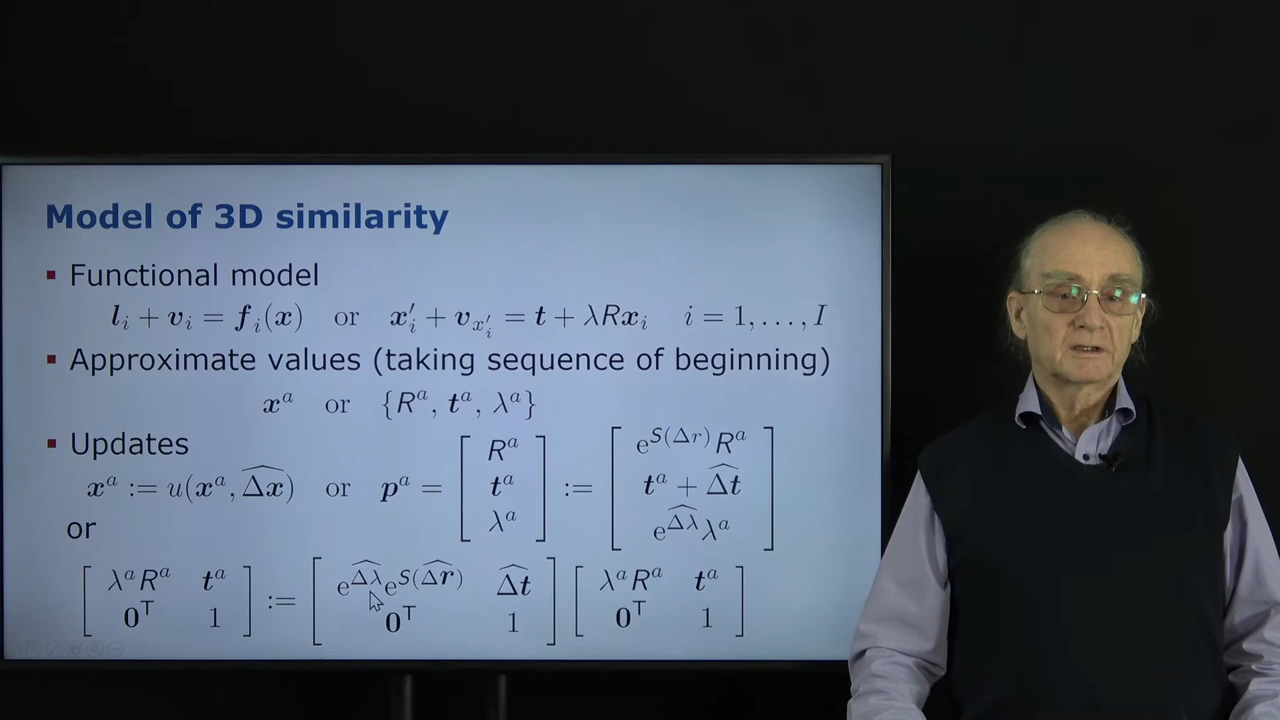 Model of 3D similarity
▪ Functional model
l_i + v_i = f_i(x) or x′_i + v_{x′_i} = t + λRx_i i = 1, . . . , I
▪ Approximate values (taking sequence of beginning)
x^a or {R^a, t^a, λ^a}
▪ Updates
x^a := u(x^a, \widehat{Δx}) or p^a = [ R^a ; t^a ; λ^a ] := [ e^{S(Δr)} R^a ; t^a + \widehat{Δt} ; e^{\widehat{Δλ}} λ^a ]
or
[ λ^a R^a t^a ; 0^T 1 ] := [ e^{\widehat{Δλ}} e^{S(\widehat{Δr})} \widehat{Δt} ; 0^T 1 ] [ λ^a R^a t^a ; 0^T 1 ]